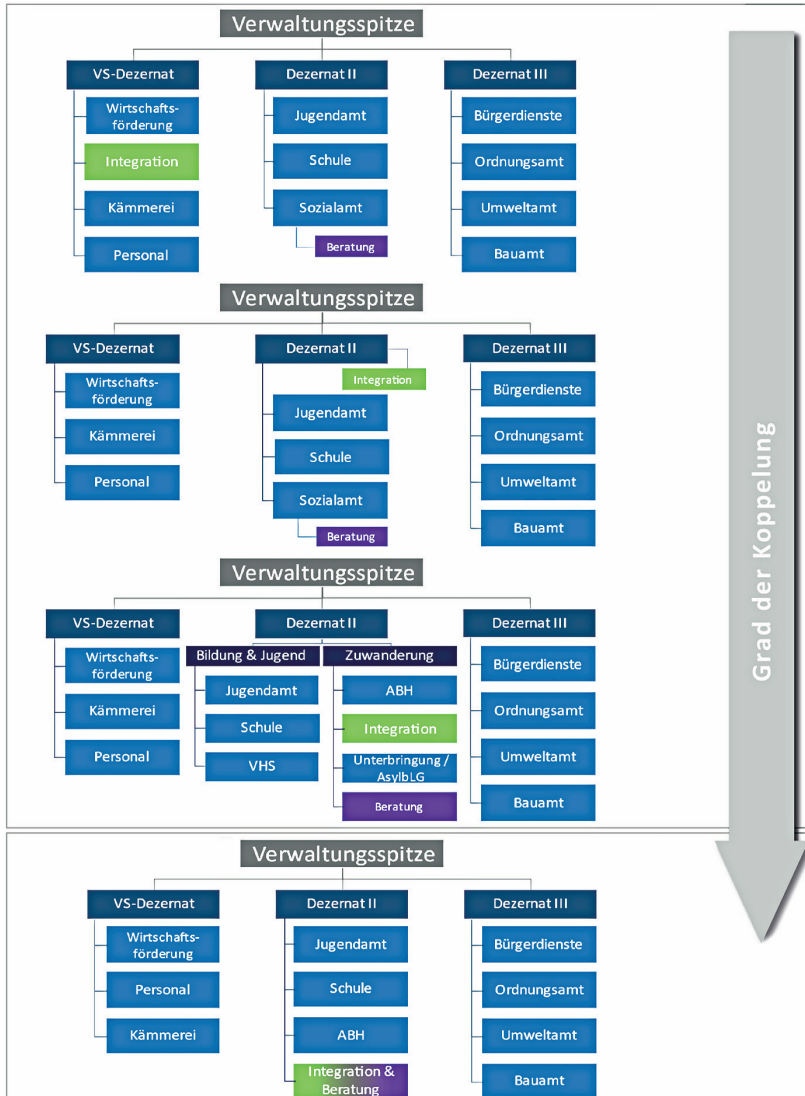 Verwaltungsspitze
VS-Dezernat
Wirtschafts-
förderung
Integration
Kämmerei
Personal
Dezernat II
Jugendamt
Schule
Sozialamt
Beratung
Dezernat III
Bürgerdienste
Ordnungsamt
Umweltamt
Bauamt
Verwaltungsspitze
VS-Dezernat
Wirtschafts-
förderung
Kämmerei
Personal
Dezernat II
Integration
Jugendamt
Schule
Sozialamt
Beratung
Dezernat III
Bürgerdienste
Ordnungsamt
Umweltamt
Bauamt
Verwaltungsspitze
VS-Dezernat
Wirtschafts-
förderung
Kämmerei
Personal
Dezernat II
Bildung & Jugend
Jugendamt
Schule
VHS
Zuwanderung
ABH
Integration
Unterbringung /
AsylbLG
Beratung
Dezernat III
Bürgerdienste
Ordnungsamt
Umweltamt
Bauamt
Verwaltungsspitze
VS-Dezernat
Wirtschafts-
förderung
Personal
Kämmerei
Dezernat II
Jugendamt
Schule
ABH
Integration &
Beratung
Dezernat III
Bürgerdienste
Ordnungsamt
Umweltamt
Bauamt
Grad der Koppelung